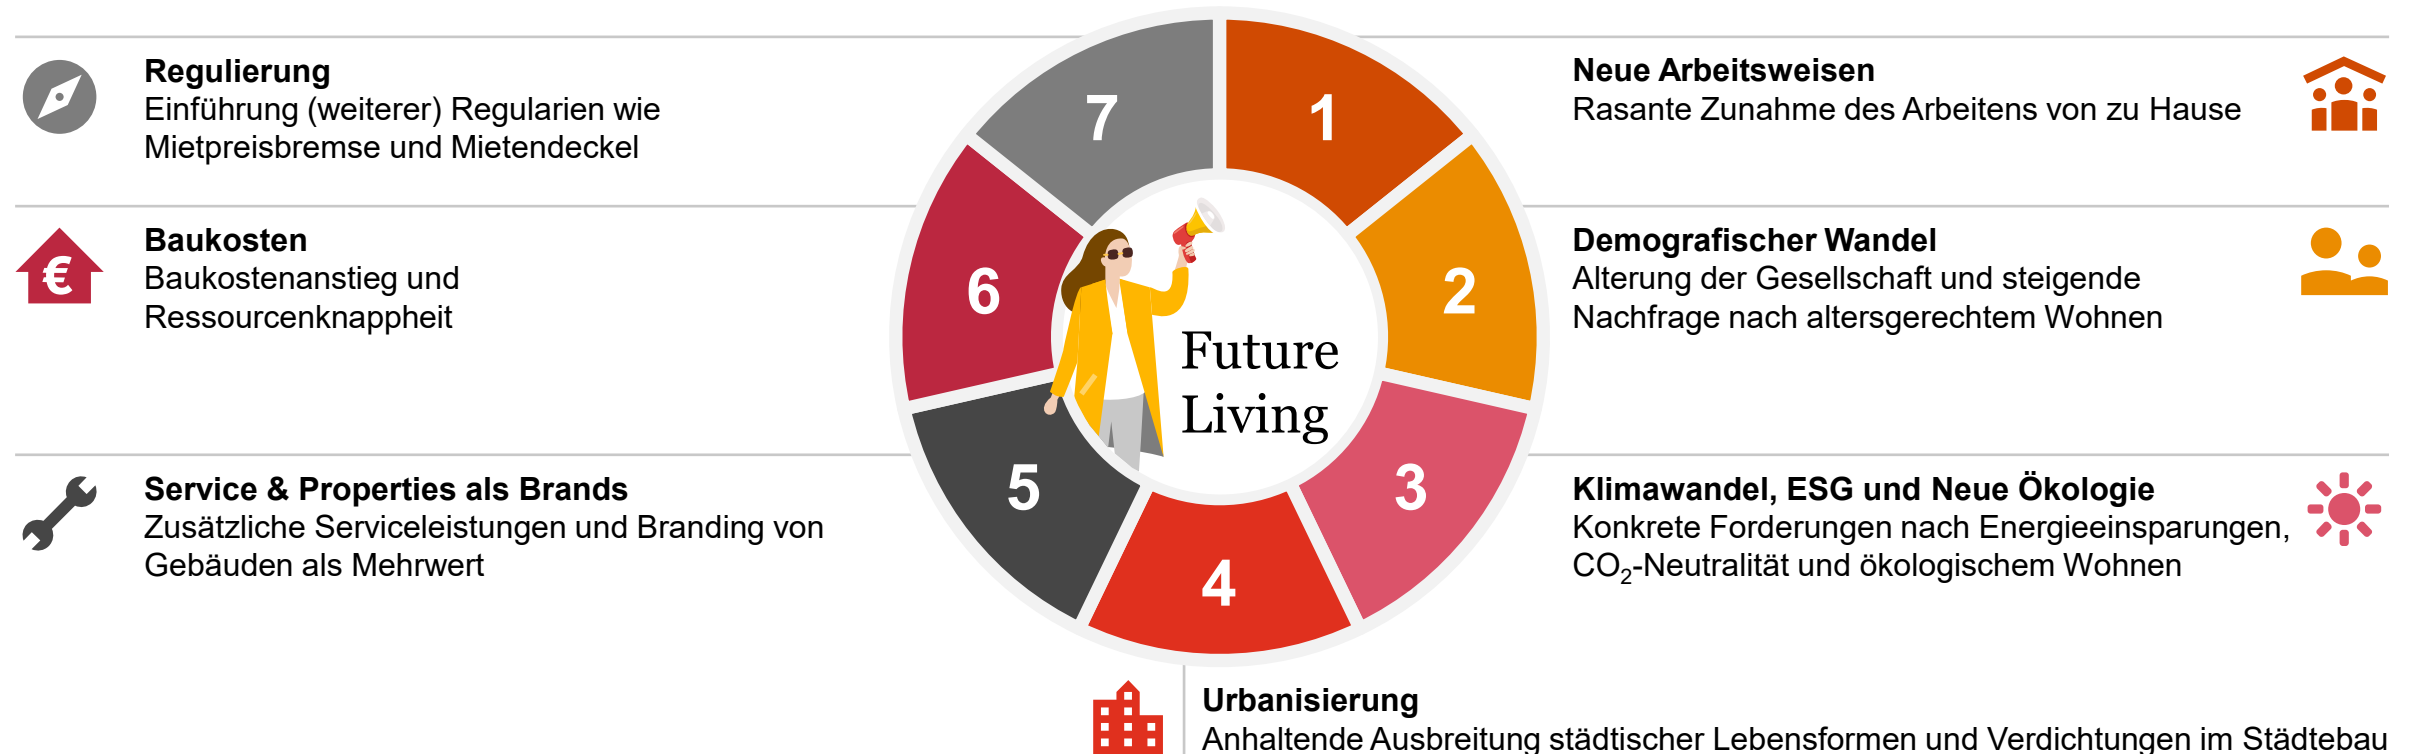 7
1
6
2
5
3
4
Future
Living
Regulierung
Einführung (weiterer) Regularien wie
Mietpreisbremse und Mietendeckel
Baukosten
Baukostenanstieg und
Ressourcenknappheit
€
Service & Properties als Brands
Zusätzliche Serviceleistungen und Branding von
Gebäuden als Mehrwert
Neue Arbeitsweisen
Rasante Zunahme des Arbeitens von zu Hause
Demografischer Wandel
Alterung der Gesellschaft und steigende
Nachfrage nach altersgerechtem Wohnen
Klimawandel, ESG und Neue Ökologie
Konkrete Forderungen nach Energieeinsparungen,
CO₂-Neutralität und ökologischem Wohnen
Urbanisierung
Anhaltende Ausbreitung städtischer Lebensformen und Verdichtungen im Städtebau